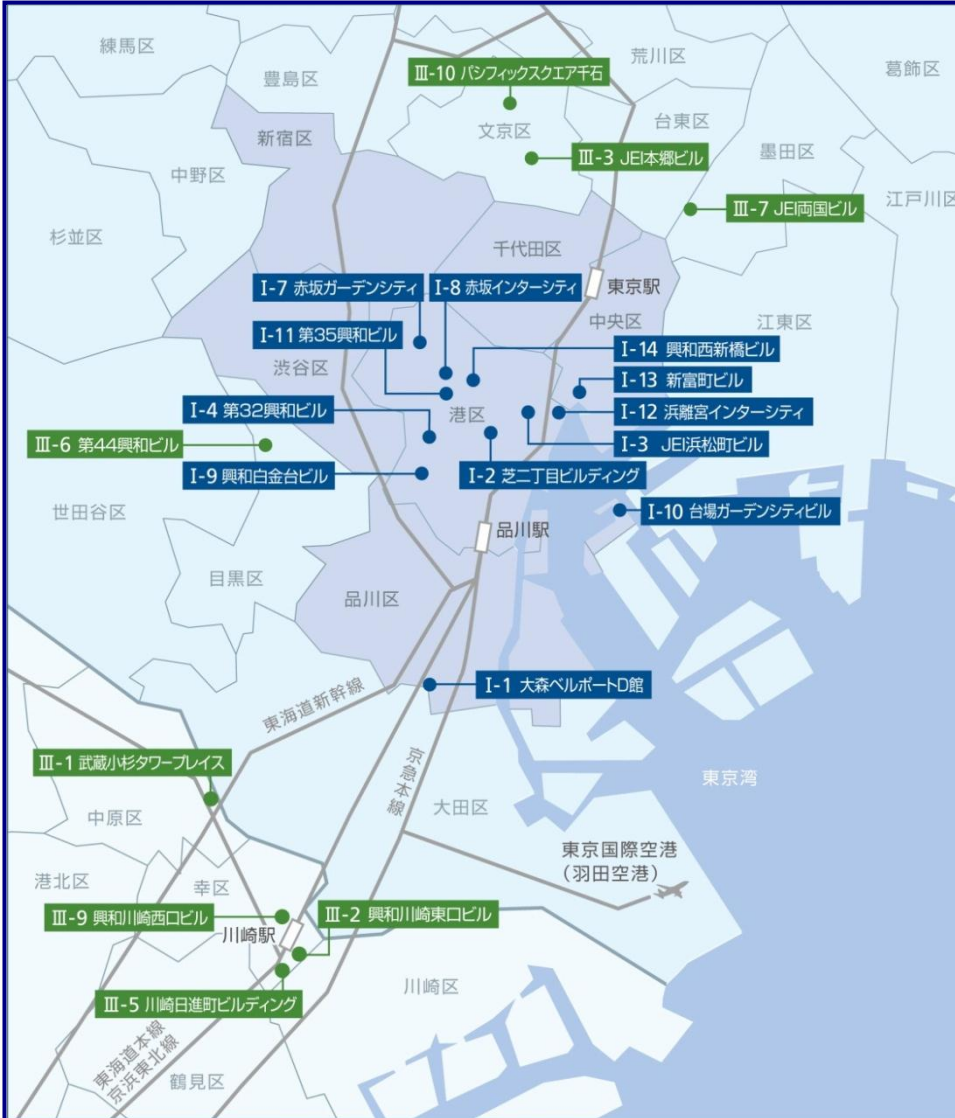 練馬区
豊島区
荒川区
葛飾区
Ⅲ-10 パシフィックスクエア千石
文京区
台東区
新宿区
墨田区
中野区
Ⅲ-3 JEI本郷ビル
江戸川区
Ⅲ-7 JEI両国ビル
杉並区
千代田区
Ⅰ-7 赤坂ガーデンシティ
Ⅰ-8 赤坂インターシティ
東京駅
中央区
江東区
Ⅰ-11 第35興和ビル
Ⅰ-14 興和西新橋ビル
渋谷区
Ⅰ-13 新富町ビル
Ⅰ-4 第32興和ビル
港区
Ⅰ-12 浜離宮インターシティ
Ⅲ-6 第44興和ビル
Ⅰ-3 JEI浜松町ビル
Ⅰ-9 興和白金台ビル
Ⅰ-2 芝二丁目ビルディング
世田谷区
Ⅰ-10 台場ガーデンシティビル
品川駅
目黒区
品川区
Ⅰ-1 大森ベルポートD館
東海道新幹線
京急本線
Ⅲ-1 武蔵小杉タワープレイス
東京湾
中原区
大田区
東京国際空港
（羽田空港）
港北区
幸区
Ⅲ-9 興和川崎西口ビル
Ⅲ-2 興和川崎東口ビル
川崎駅
川崎区
Ⅲ-5 川崎日進町ビルディング
東海道本線
京浜東北線
鶴見区